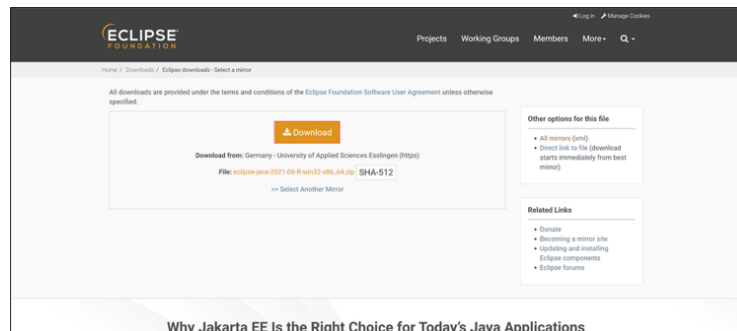 Log in Manage Cookies
ECLIPSE
FOUNDATION
Projects Working Groups Members More
Home / Downloads / Eclipse downloads - Select a mirror
All downloads are provided under the terms and conditions of the Eclipse Foundation Software User Agreement unless otherwise
specified.
Download
Download from: Germany - University of Applied Sciences Esslingen (https)
File: eclipse-java-2021-06-R-win32-x86_64.zip SHA-512
>> Select Another Mirror
Other options for this file
• All mirrors (xml)
• Direct link to file (download
starts immediately from best
mirror)
Related Links
• Donate
• Becoming a mirror site
• Updating and installing
Eclipse components
• Eclipse forums
Why Jakarta EE Is the Right Choice for Today's Java Applications